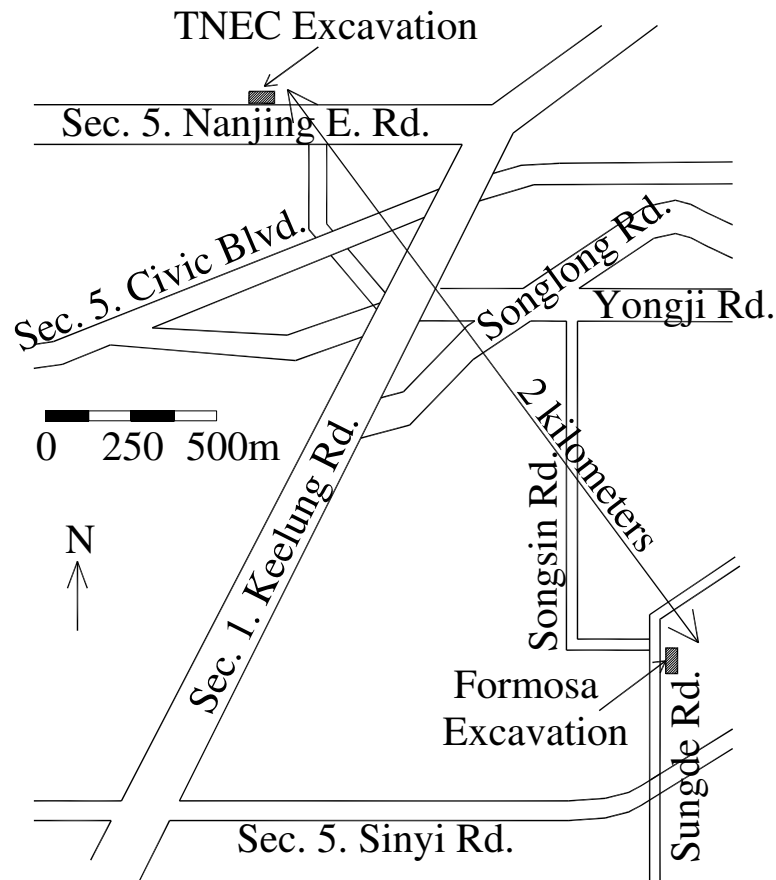 TNEC Excavation
Sec. 5. Nanjing E. Rd.
Sec. 5. Civic Blvd.
Songlong Rd.
Yongji Rd.
0 250 500m
2 kilometers
Sec. 1. Keelung Rd.
Songsin Rd.
N
Formosa
Excavation
Sungde Rd.
Sec. 5. Sinyi Rd.